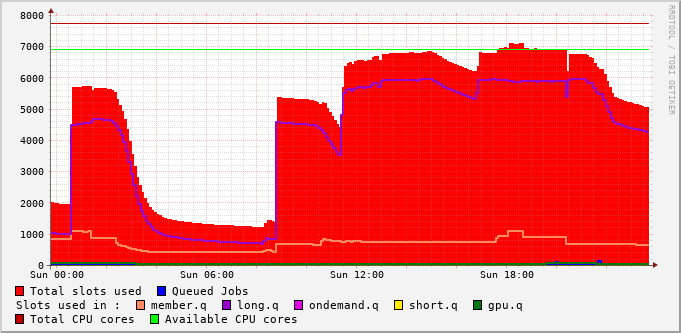 8000
7000
6000
5000
4000
3000
2000
1000
0
Sun 00:00 Sun 06:00 Sun 12:00 Sun 18:00
RRDTOOL / TOBI OETIKER
Total slots used Queued Jobs
Slots used in : member.q long.q ondemand.q short.q gpu.q
Total CPU cores Available CPU cores